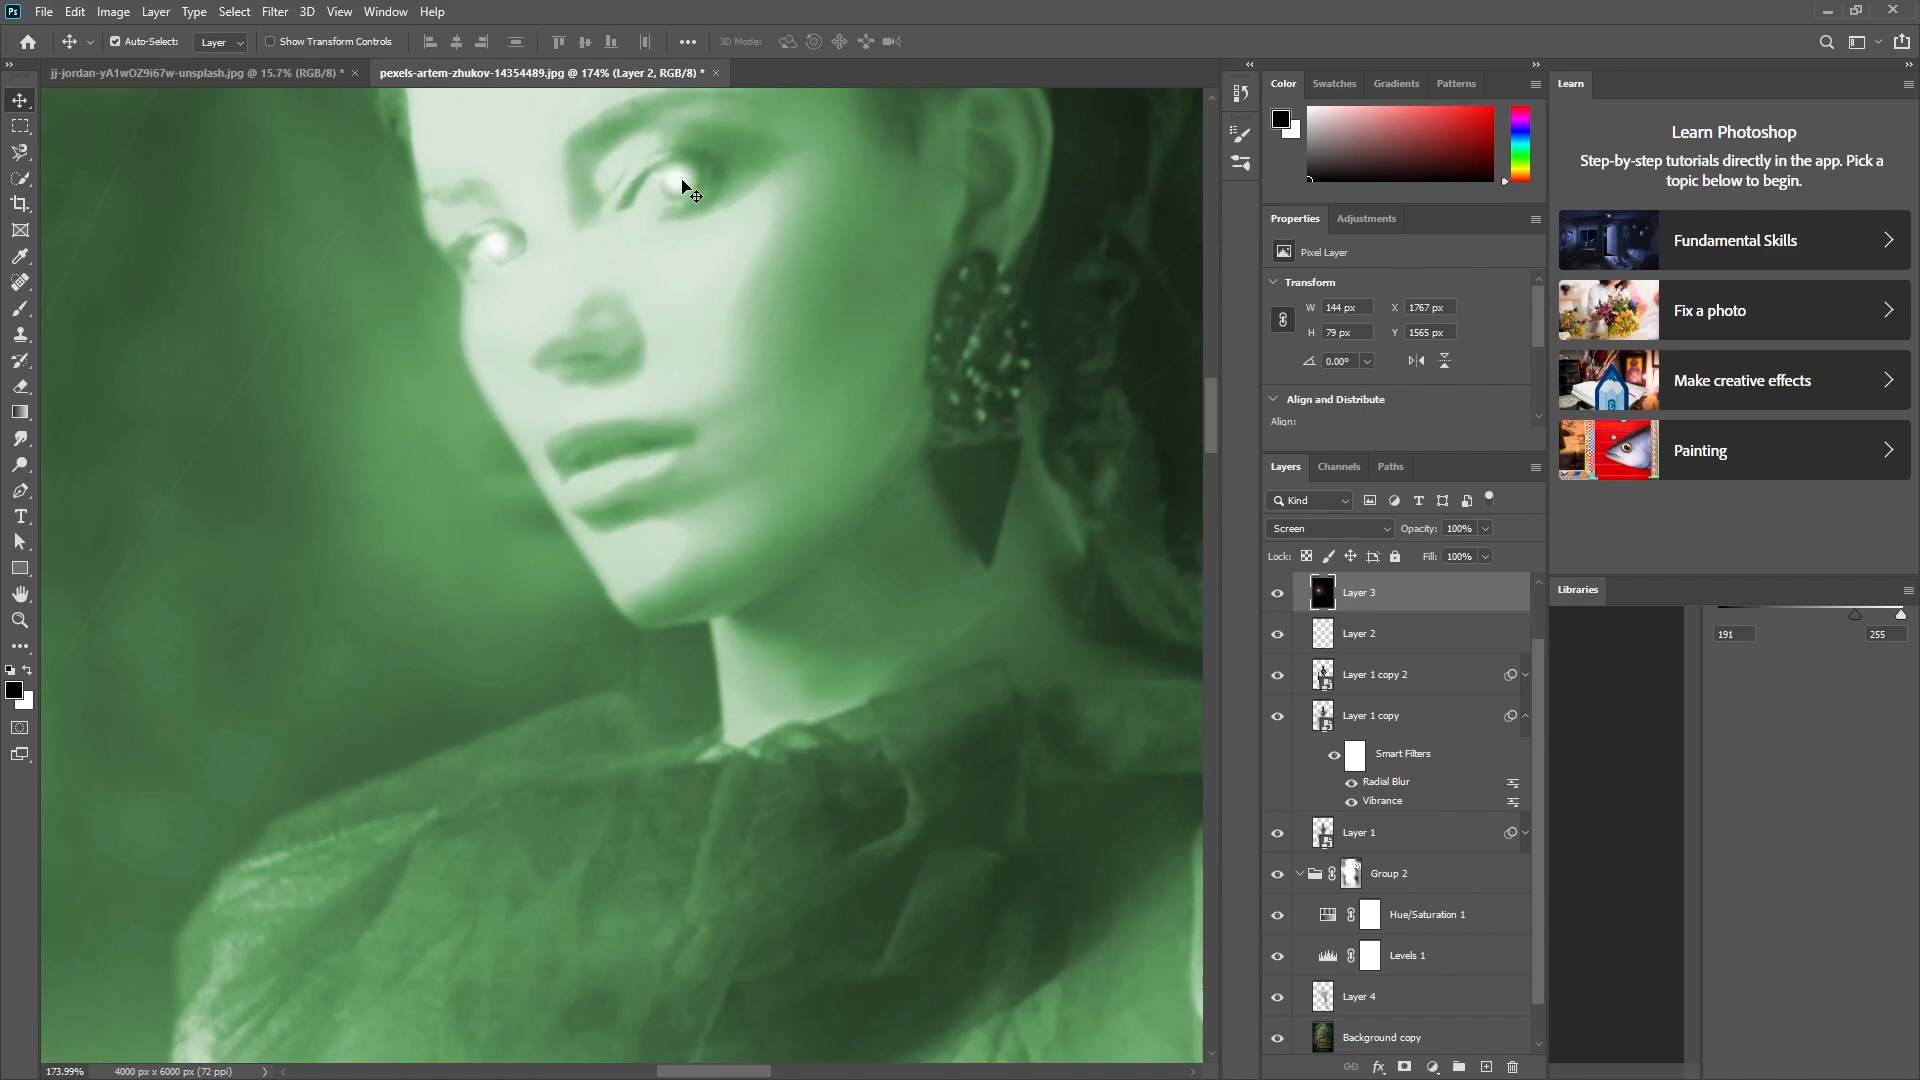 Ps File Edit Image Layer Type Select Filter 3D View Window Help
Auto-Select: Layer Show Transform Controls 3D Mode:
jj-jordan-yA1wOZ9i67w-unsplash.jpg @ 15.7% (RGB/8) * pexels-artem-zhukov-14354489.jpg @ 174% (Layer 2, RGB/8) *
Color Swatches Gradients Patterns
Properties Adjustments
Pixel Layer
Transform
W 144 px X 1767 px
H 79 px Y 1565 px
0.00°
Align and Distribute
Align:
Layers Channels Paths
Kind
Screen Opacity: 100%
Lock: Fill: 100%
Layer 3
Layer 2
Layer 1 copy 2
Layer 1 copy
Smart Filters
Radial Blur
Vibrance
Layer 1
Group 2
Hue/Saturation 1
Levels 1
Layer 4
Background copy
Learn
Learn Photoshop
Step-by-step tutorials directly in the app. Pick a
topic below to begin.
Fundamental Skills
Fix a photo
Make creative effects
Painting
Libraries
191 255
173.99% 4000 px x 6000 px (72 ppi)